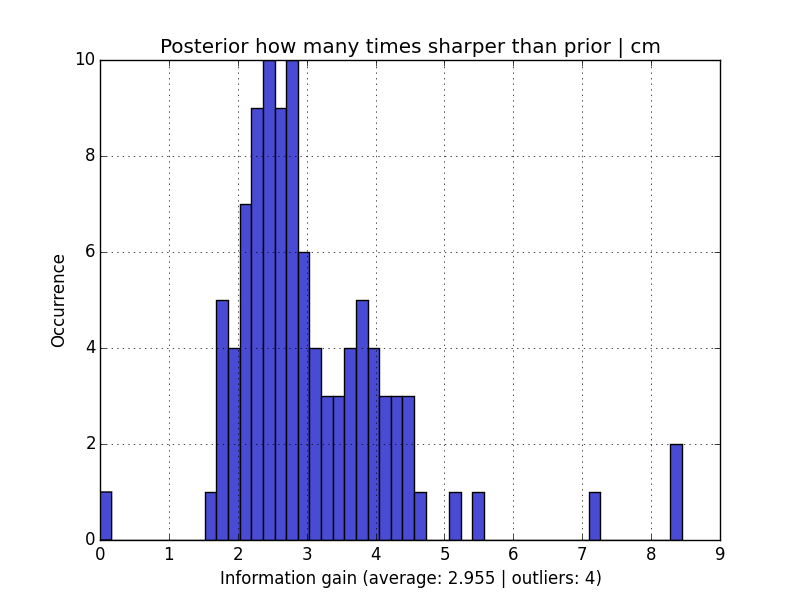 Posterior how many times sharper than prior | cm
10
8
6
4
2
0
Occurrence
0 1 2 3 4 5 6 7 8 9
Information gain (average: 2.955 | outliers: 4)